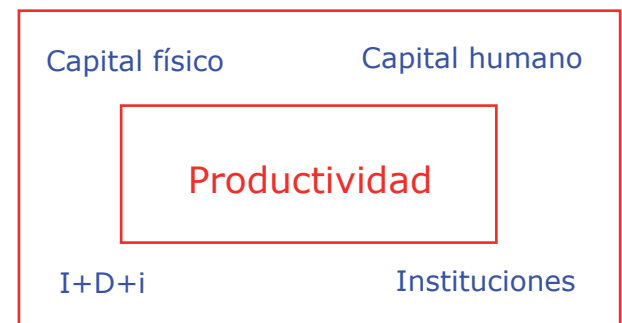 Capital físico
Capital humano
Productividad
I+D+i
Instituciones